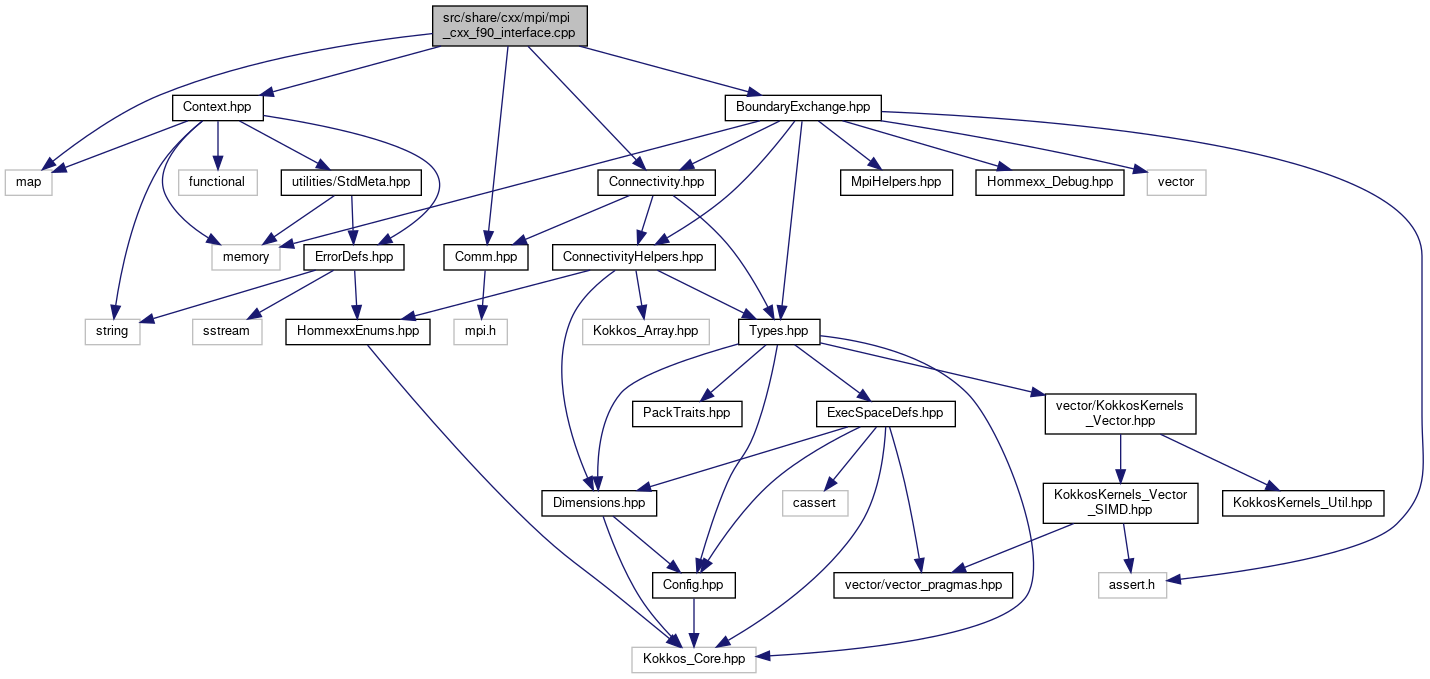 src/share/cxx/mpi/mpi
_cxx_f90_interface.cpp
Context.hpp
BoundaryExchange.hpp
map
functional
utilities/StdMeta.hpp
Connectivity.hpp
MpiHelpers.hpp
Hommexx_Debug.hpp
vector
memory
ErrorDefs.hpp
Comm.hpp
ConnectivityHelpers.hpp
string
sstream
HommexxEnums.hpp
mpi.h
Kokkos_Array.hpp
Types.hpp
PackTraits.hpp
ExecSpaceDefs.hpp
vector/KokkosKernels
_Vector.hpp
Dimensions.hpp
cassert
KokkosKernels_Vector
_SIMD.hpp
KokkosKernels_Util.hpp
Config.hpp
vector/vector_pragmas.hpp
assert.h
Kokkos_Core.hpp